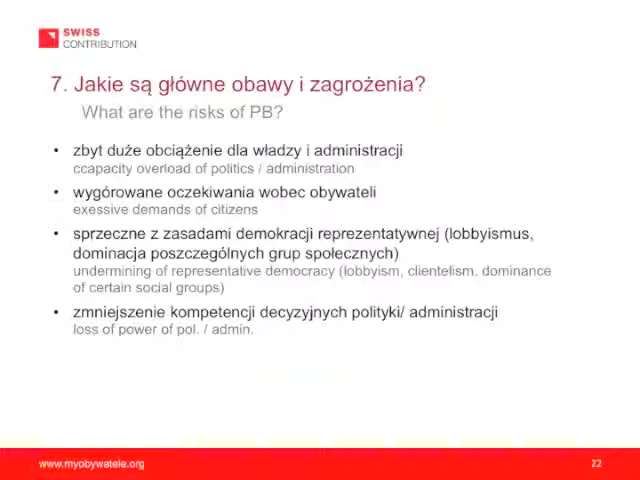 SWISS
CONTRIBUTION
7. Jakie są główne obawy i zagrożenia?
What are the risks of PB?
• zbyt duże obciążenie dla władzy i administracji
ccapacity overload of politics / administration
• wygórowane oczekiwania wobec obywateli
exessive demands of citizens
• sprzeczne z zasadami demokracji reprezentatywnej (lobbyismus,
dominacja poszczególnych grup społecznych)
undermining of representative democracy (lobbyism, clientelism. dominance
of certain social groups)
• zmniejszenie kompetencji decyzyjnych polityki/ administracji
loss of power of pol. / admin.
www.myobywatele.org
22